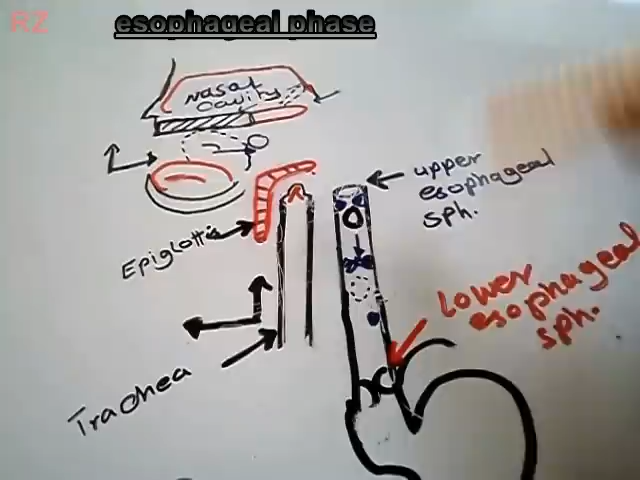 RZ
esophageal phase
Nasal
Cavity
upper
esophageal
sph.
Epiglottis
Lower
esophageal
sph.
Trachea